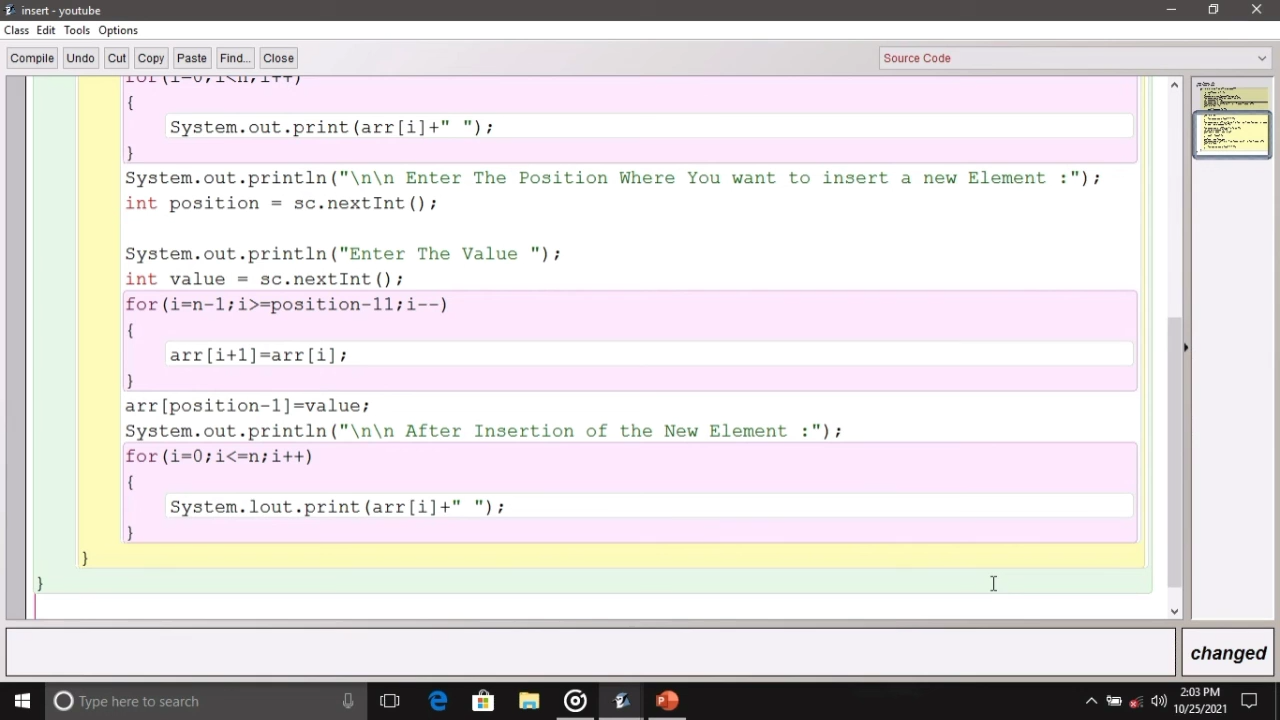 insert - youtube
Class Edit Tools Options
Compile Undo Cut Copy Paste Find... Close Source Code
for(i=0;i<n;i++)
{
System.out.print(arr[i]+" ");
}
System.out.println("\n\n Enter The Position Where You want to insert a new Element :");
int position = sc.nextInt();
System.out.println("Enter The Value ");
int value = sc.nextInt();
for(i=n-1;i>=position-11;i--)
{
arr[i+1]=arr[i];
}
arr[position-1]=value;
System.out.println("\n\n After Insertion of the New Element :");
for(i=0;i<=n;i++)
{
System.lout.print(arr[i]+" ");
}
}
}
changed
Type here to search
2:03 PM
10/25/2021